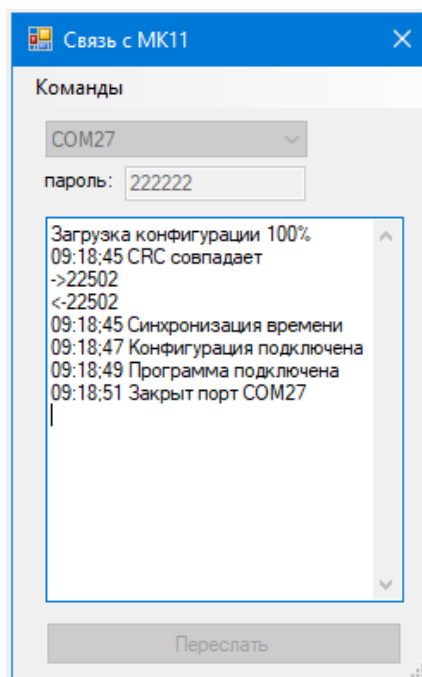 Связь с МК11
Команды
COM27
пароль: 222222
Загрузка конфигурации 100%
09:18;45 CRC совпадает
->22502
<-22502
09:18;45 Синхронизация времени
09:18;47 Конфигурация подключена
09:18;49 Программа подключена
09:18;51 Закрыт порт COM27
Переслать